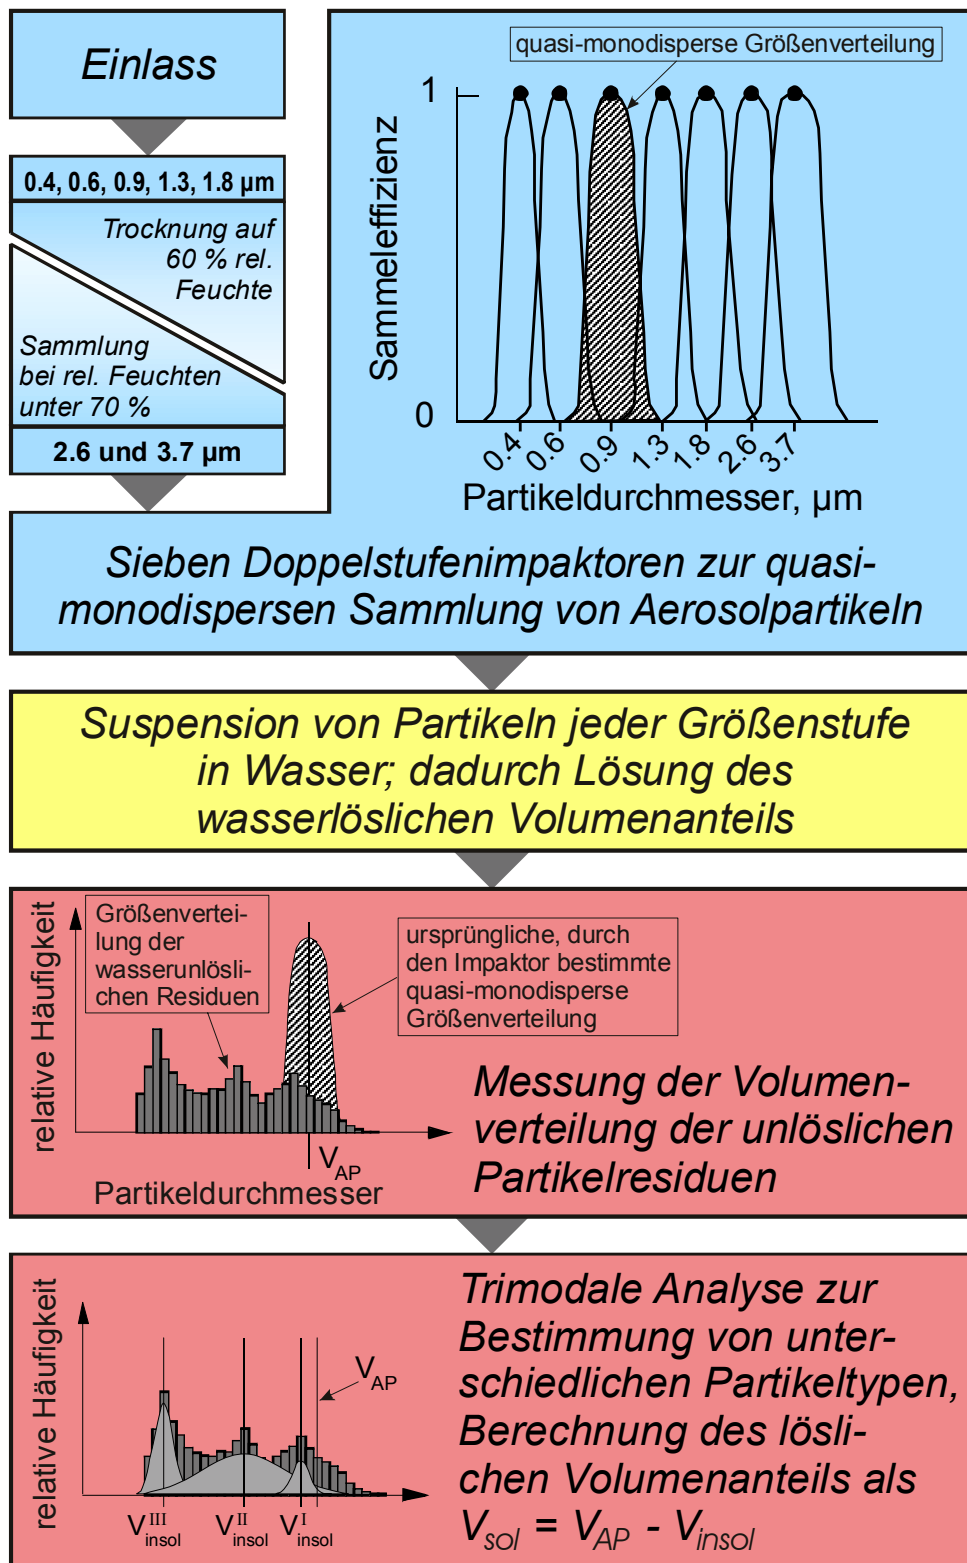 Einlass
0.4, 0.6, 0.9, 1.3, 1.8 µm
Trocknung auf
60 % rel.
Feuchte
Sammlung
bei rel. Feuchten
unter 70 %
2.6 und 3.7 µm
quasi-monodisperse Größenverteilung
Sammeleffizienz
1
0
0.4
0.6
0.9
1.3
1.8
2.6
3.7
Partikeldurchmesser, µm
Sieben Doppelstufenimpaktoren zur quasi-
monodispersen Sammlung von Aerosolpartikeln
Suspension von Partikeln jeder Größenstufe
in Wasser; dadurch Lösung des
wasserlöslichen Volumenanteils
relative Häufigkeit
Größenvertei-
lung der
wasserunlösli-
chen Residuen
ursprüngliche, durch
den Impaktor bestimmte
quasi-monodisperse
Größenverteilung
V_AP
Partikeldurchmesser
Messung der Volumen-
verteilung der unlöslichen
Partikelresiduen
relative Häufigkeit
V_AP
V_insol^III
V_insol^II
V_insol^I
Trimodale Analyse zur
Bestimmung von unter-
schiedlichen Partikeltypen,
Berechnung des lösli-
chen Volumenanteils als
V_sol = V_AP - V_insol